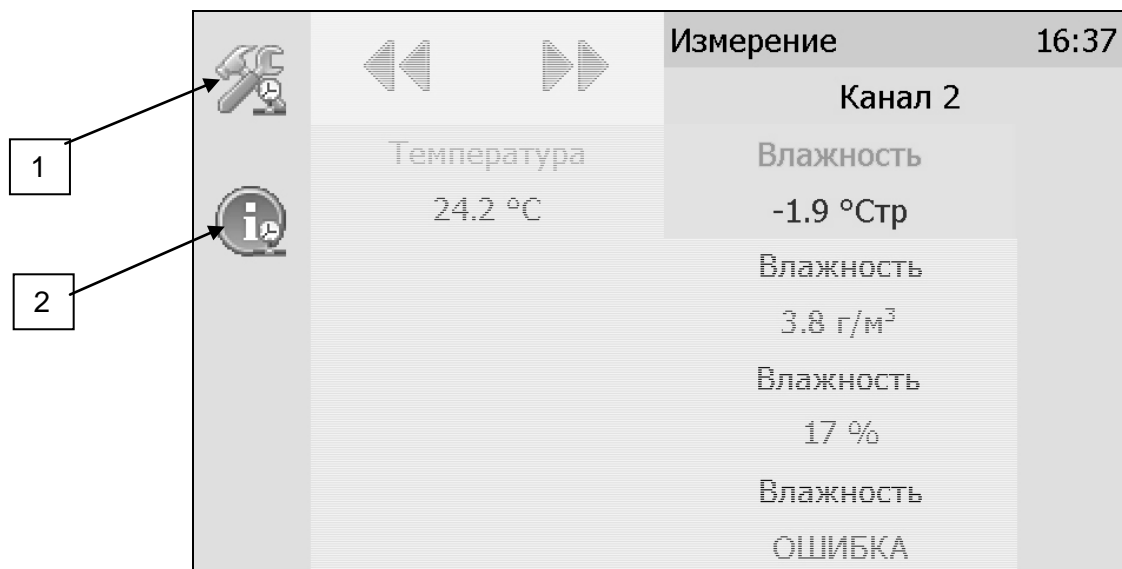 Измерение 16:37
Канал 2
1
Температура Влажность
24.2 °C -1.9 °Cтр
2
Влажность
3.8 г/м³
Влажность
17 %
Влажность
ОШИБКА